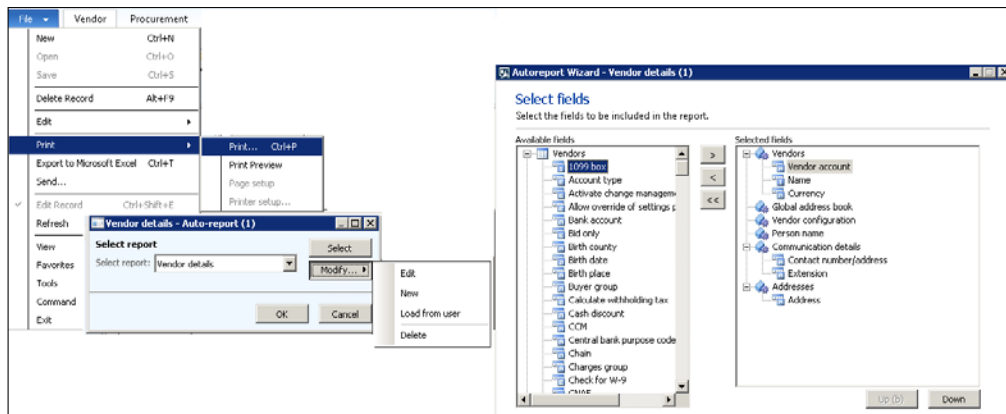 File Vendor Procurement
New Ctrl+N
Open Ctrl+O
Save Ctrl+S
Delete Record Alt+F9
Edit
Print
Export to Microsoft Excel Ctrl+T
Send...
Edit Record Ctrl+Shift+E
Refresh
View
Favorites
Tools
Command
Exit
Print... Ctrl+P
Print Preview
Page setup
Printer setup...
Vendor details - Auto-report (1)
Select report
Select report: Vendor details
Select
Modify...
OK Cancel
Edit
New
Load from user
Delete
Autoreport Wizard - Vendor details (1)
Select fields
Select the fields to be included in the report.
Available fields
Vendors
1099 box
Account type
Activate change managem
Allow override of settings p
Bank account
Bid only
Birth county
Birth date
Birth place
Buyer group
Calculate withholding tax
Cash discount
CCM
Central bank purpose code
Chain
Charges group
Check for W-9
CNAE
>
<
<<
Selected fields
Vendors
Vendor account
Name
Currency
Global address book
Vendor configuration
Person name
Communication details
Contact number/address
Extension
Addresses
Address
Up (b) Down